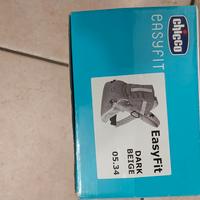 chicco
EASYFIT
EasyFit
DARK
BEIGE
05.34